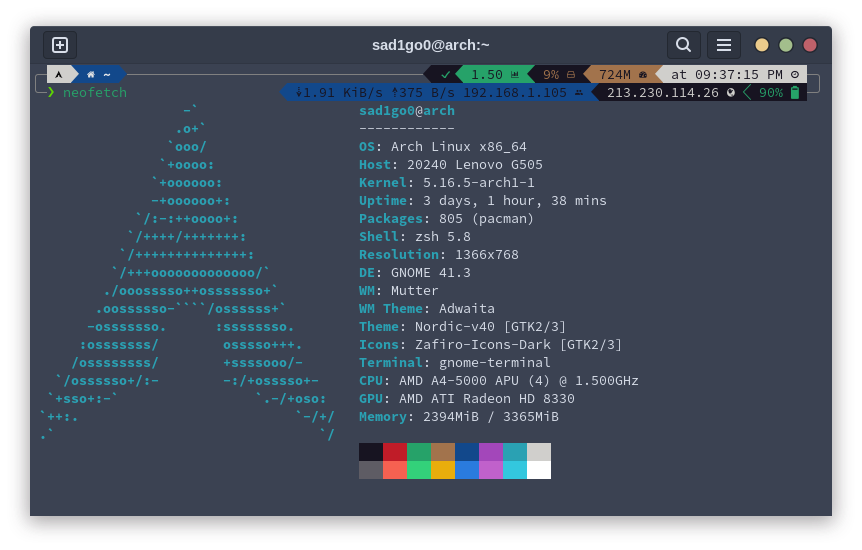 sad1go0@arch:~
~ 1.50 9% 724M at 09:37:15 PM
❯ neofetch ↓1.91 KiB/s ↑375 B/s 192.168.1.105 213.230.114.26 90%
-` sad1go0@arch
.o+` ------------
`ooo/ OS: Arch Linux x86_64
`+oooo: Host: 20240 Lenovo G505
`+oooooo: Kernel: 5.16.5-arch1-1
-+oooooo+: Uptime: 3 days, 1 hour, 38 mins
`/:-:++oooo+: Packages: 805 (pacman)
`/++++/+++++++: Shell: zsh 5.8
`/++++++++++++++: Resolution: 1366x768
`/+++ooooooooooooo/` DE: GNOME 41.3
./ooosssso++osssssso+` WM: Mutter
.oossssso-````/ossssss+` WM Theme: Adwaita
-osssssso. :ssssssso. Theme: Nordic-v40 [GTK2/3]
:osssssss/ osssso+++. Icons: Zafiro-Icons-Dark [GTK2/3]
/ossssssss/ +ssssooo/- Terminal: gnome-terminal
`/ossssso+/:- -:/+osssso+- CPU: AMD A4-5000 APU (4) @ 1.500GHz
`+sso+:-` `.-/+oso: GPU: AMD ATI Radeon HD 8330
`++:. `-/+/ Memory: 2394MiB / 3365MiB
.` `/